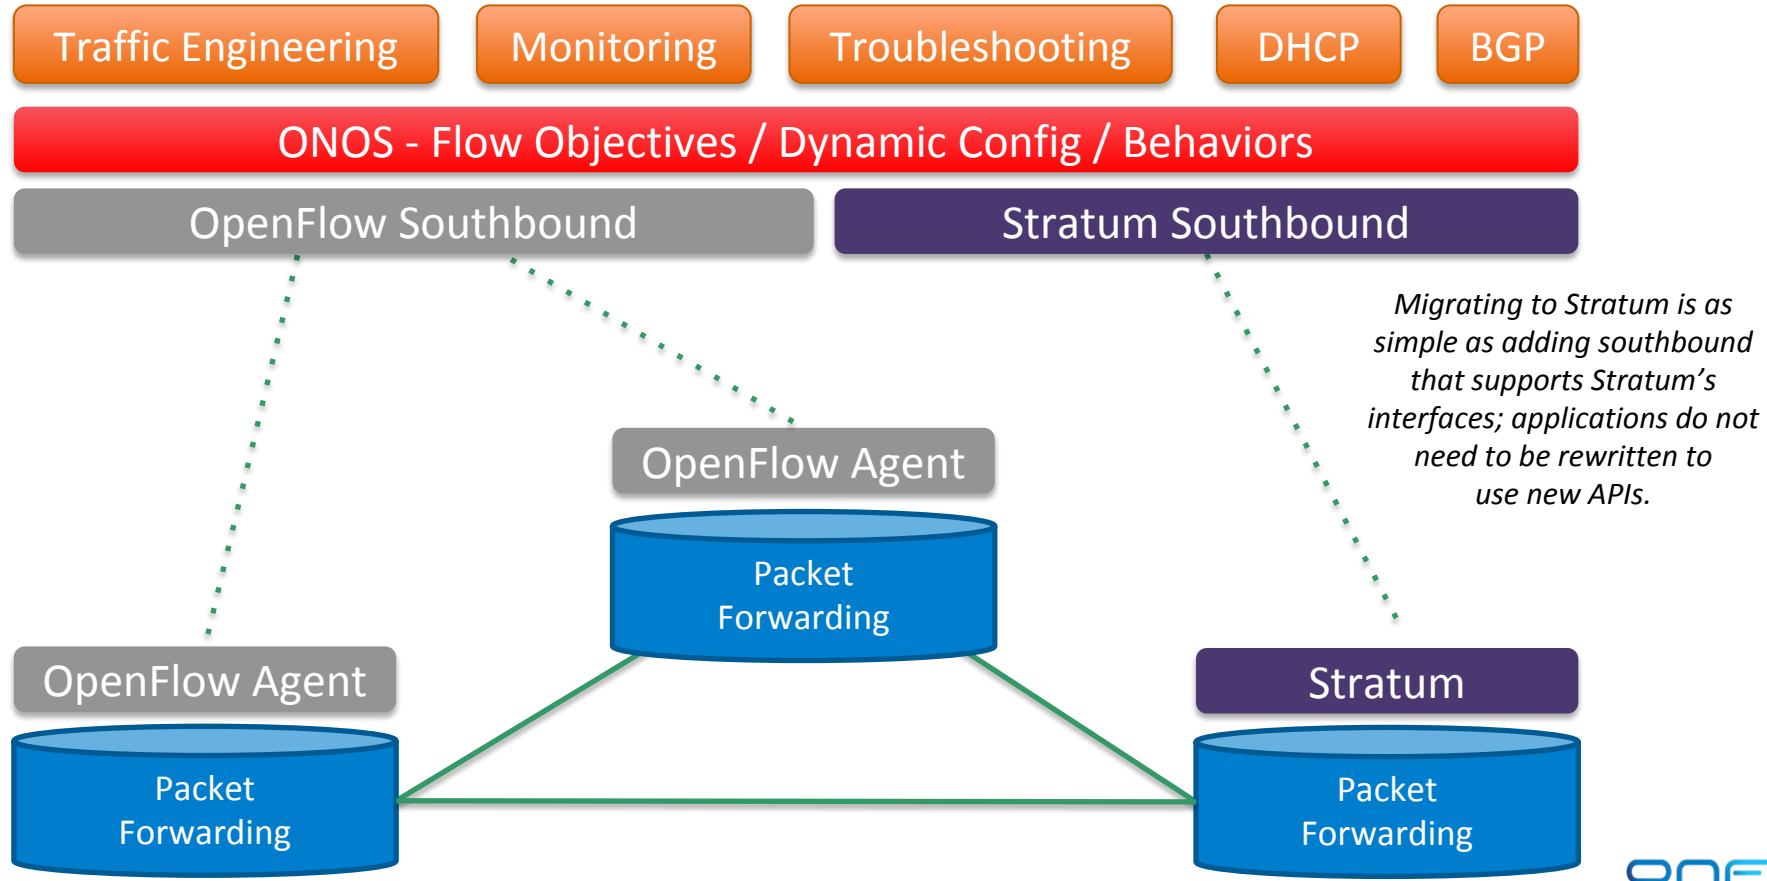 Traffic Engineering
Monitoring
Troubleshooting
DHCP
BGP
ONOS - Flow Objectives / Dynamic Config / Behaviors
OpenFlow Southbound
Stratum Southbound
Migrating to Stratum is as
simple as adding southbound
that supports Stratum’s
interfaces; applications do not
need to be rewritten to
use new APIs.
OpenFlow Agent
Packet
Forwarding
OpenFlow Agent
Packet
Forwarding
Stratum
Packet
Forwarding